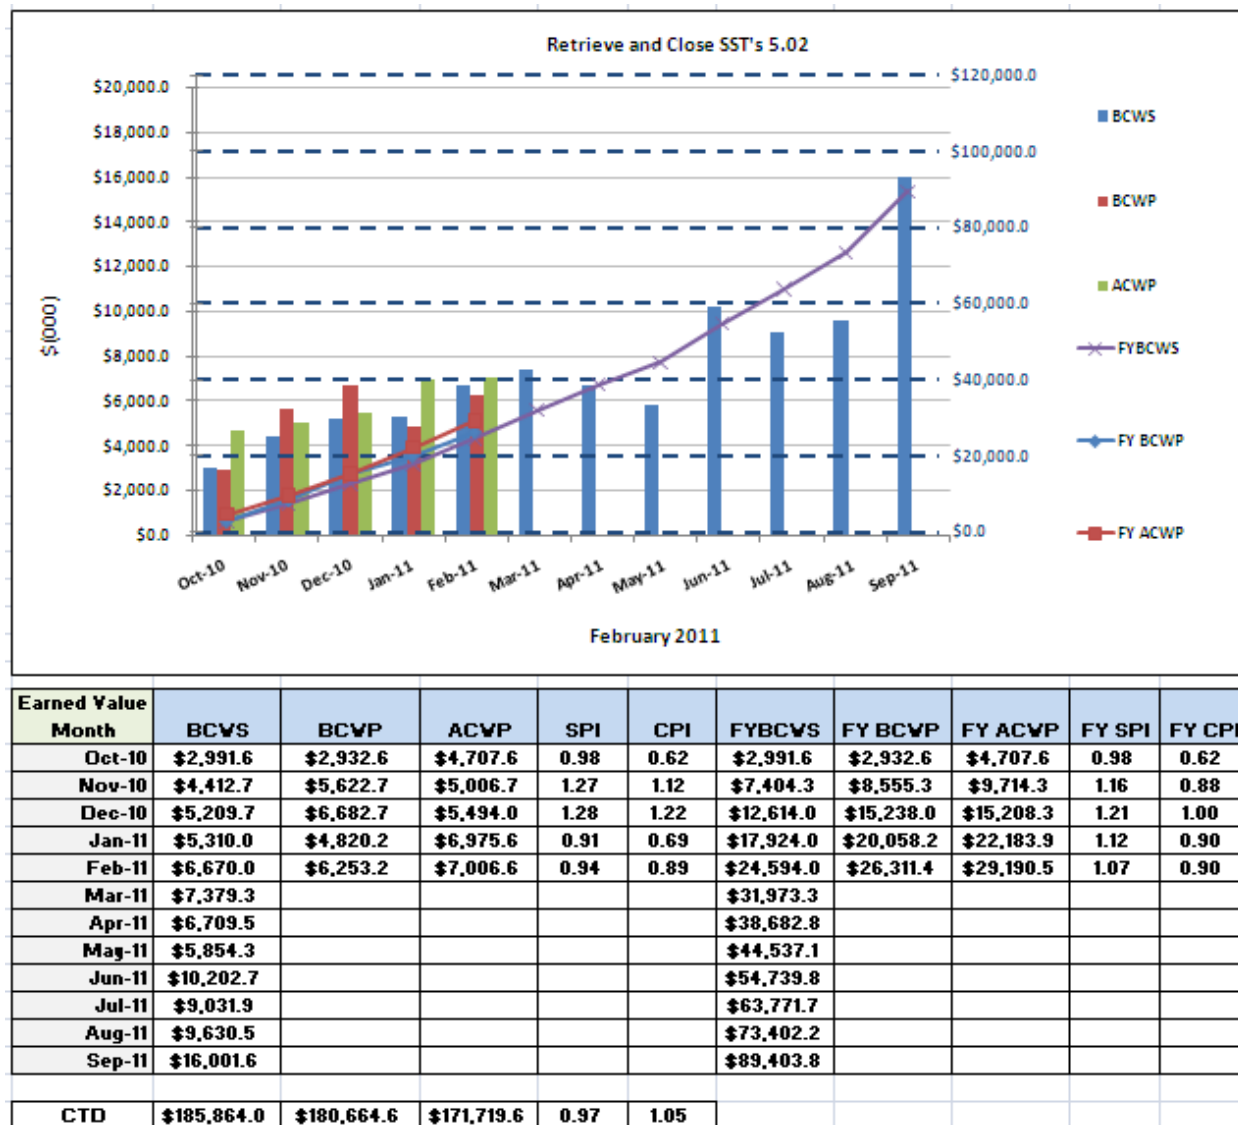 Retrieve and Close SST's 5.02
$20,000.0
$18,000.0
$16,000.0
$14,000.0
$12,000.0
$10,000.0
$8,000.0
$6,000.0
$4,000.0
$2,000.0
$0.0
$(000)
$120,000.0
$100,000.0
$80,000.0
$60,000.0
$40,000.0
$20,000.0
$0.0
BCWS
BCWP
ACWP
FYBCWS
FY BCWP
FY ACWP
Oct-10 Nov-10 Dec-10 Jan-11 Feb-11 Mar-11 Apr-11 May-11 Jun-11 Jul-11 Aug-11 Sep-11
February 2011
Earned Value
Month BCWS BCWP ACWP SPI CPI FYBCWS FY BCWP FY ACWP FY SPI FY CPI
Oct-10 $2,991.6 $2,932.6 $4,707.6 0.98 0.62 $2,991.6 $2,932.6 $4,707.6 0.98 0.62
Nov-10 $4,412.7 $5,622.7 $5,006.7 1.27 1.12 $7,404.3 $8,555.3 $9,714.3 1.16 0.88
Dec-10 $5,209.7 $6,682.7 $5,494.0 1.28 1.22 $12,614.0 $15,238.0 $15,208.3 1.21 1.00
Jan-11 $5,310.0 $4,820.2 $6,975.6 0.91 0.69 $17,924.0 $20,058.2 $22,183.9 1.12 0.90
Feb-11 $6,670.0 $6,253.2 $7,006.6 0.94 0.89 $24,594.0 $26,311.4 $29,190.5 1.07 0.90
Mar-11 $7,379.3 $31,973.3
Apr-11 $6,709.5 $38,682.8
May-11 $5,854.3 $44,537.1
Jun-11 $10,202.7 $54,739.8
Jul-11 $9,031.9 $63,771.7
Aug-11 $9,630.5 $73,402.2
Sep-11 $16,001.6 $89,403.8
CTD $185,864.0 $180,664.6 $171,719.6 0.97 1.05